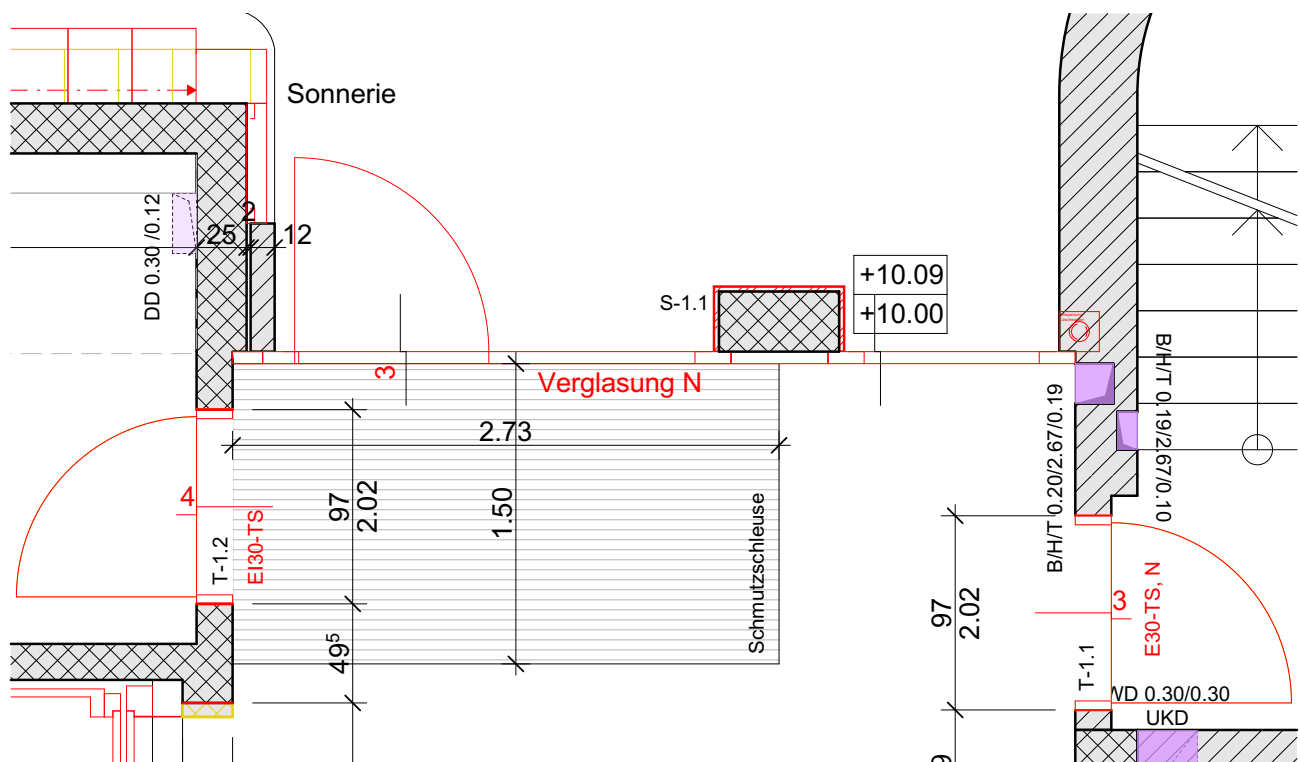 Sonnerie
DD 0.30 /0.12
2
25
12
S-1.1
+10.09
+10.00
3
Verglasung N
B/H/T 0.20/2.67/0.19
B/H/T 0.19/2.67/0.10
2.73
4
97
2.02
1.50
T-1.2
EI30-TS
Schmutzschleuse
97
2.02
3
E30-TS, N
T-1.1
49⁵
WD 0.30/0.30
UKD